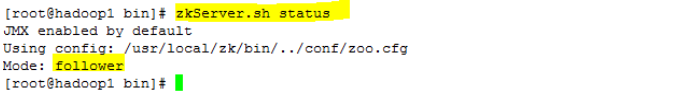 [root@hadoop1 bin]# zkServer.sh status
JMX enabled by default
Using config: /usr/local/zk/bin/../conf/zoo.cfg
Mode: follower
[root@hadoop1 bin]#